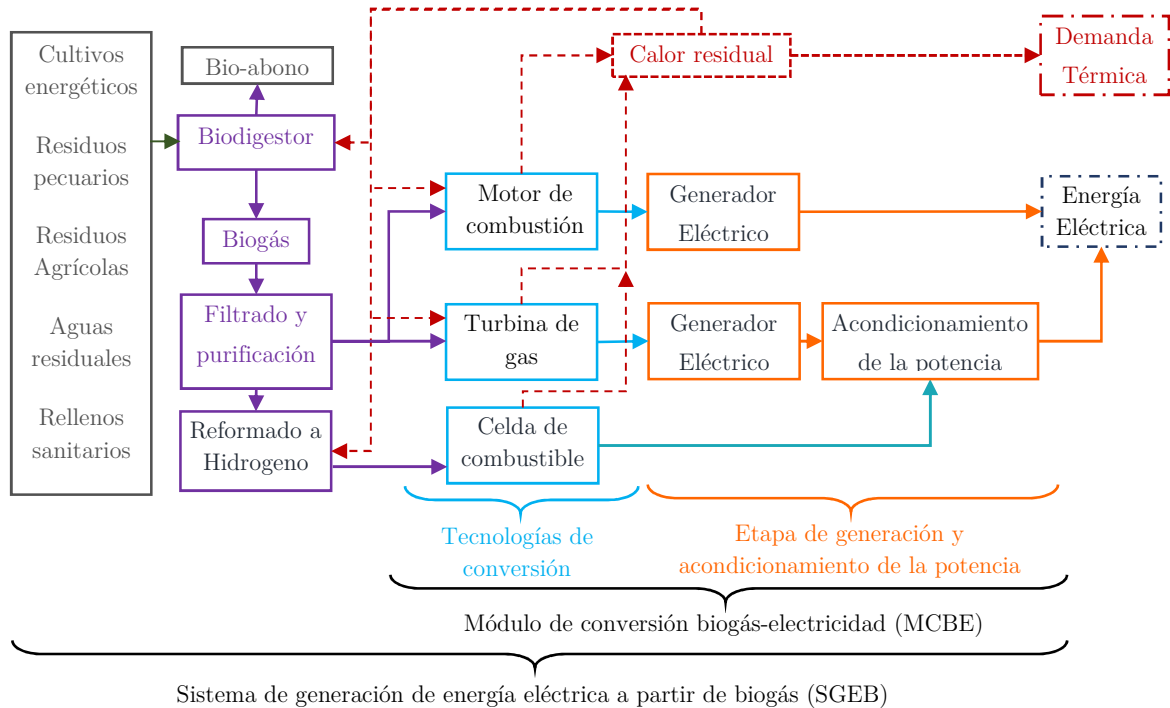 Cultivos
energéticos
Residuos
pecuarios
Residuos
Agrícolas
Aguas
residuales
Rellenos
sanitarios
Bio-abono
Biodigestor
Biogás
Filtrado y
purificación
Reformado a
Hidrogeno
Calor residual
Demanda
Térmica
Motor de
combustión
Generador
Eléctrico
Energía
Eléctrica
Turbina de
gas
Generador
Eléctrico
Acondicionamiento
de la potencia
Celda de
combustible
Tecnologías de
conversión
Etapa de generación y
acondicionamiento de la potencia
Módulo de conversión biogás-electricidad (MCBE)
Sistema de generación de energía eléctrica a partir de biogás (SGEB)